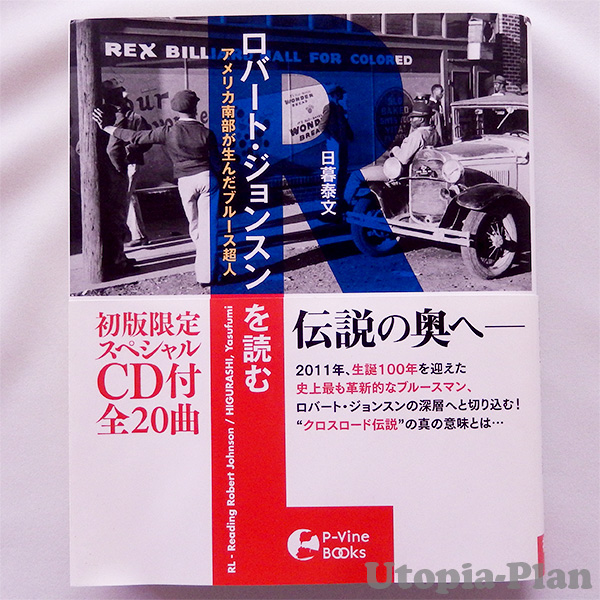 REX BILLIARD HALL FOR COLORED
WONDER
BREAD
WONDER
BREAD
ロバート・ジョンスンを読む
アメリカ南部が生んだブルース超人
日暮泰文
RL - Reading Robert Johnson / HIGURASHI, Yasufumi
初版限定
スペシャル
CD付
全20曲
伝説の奥へ—
2011年、生誕100年を迎えた
史上最も革新的なブルースマン、
ロバート・ジョンスンの深層へと切り込む!
“クロスロード伝説”の真の意味とは…
P-Vine
BOOks
Utopia-Plan